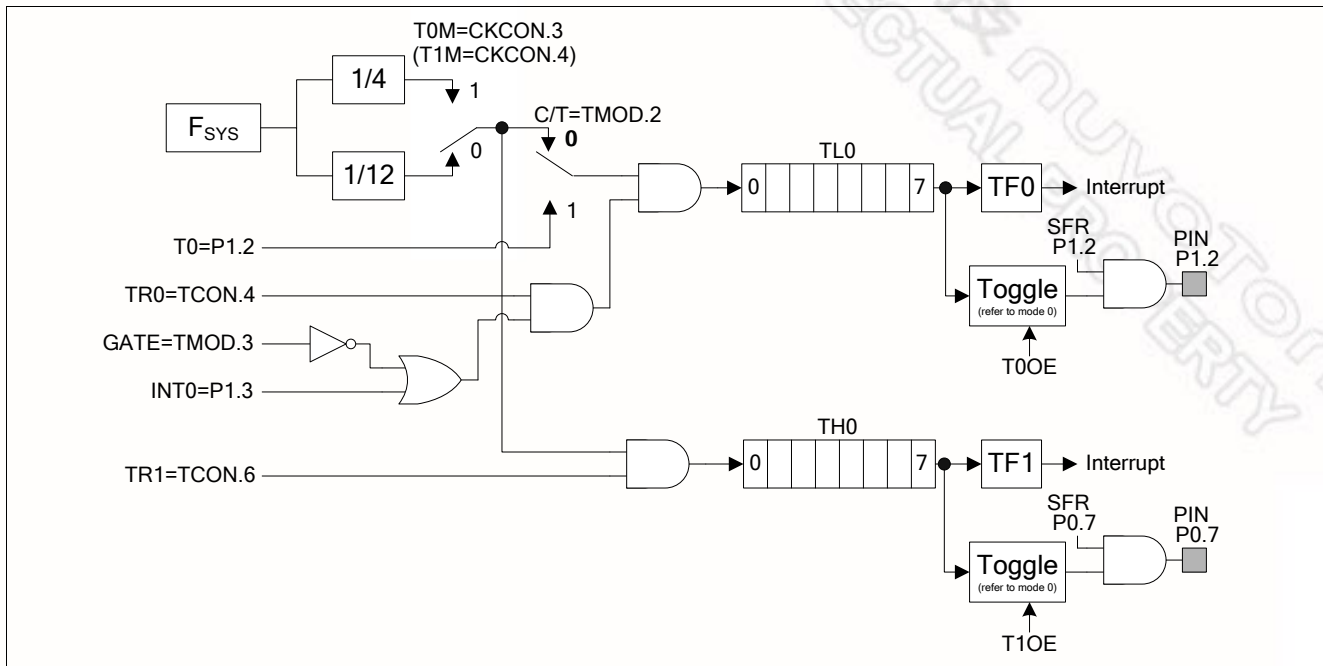 T0M=CKCON.3
(T1M=CKCON.4)
1/4
1
FSYS
C/T=TMOD.2
0
0
1/12
1
TL0
0
7
TF0
Interrupt
T0=P1.2
SFR
P1.2
PIN
P1.2
TR0=TCON.4
Toggle
(refer to mode 0)
GATE=TMOD.3
T0OE
INT0=P1.3
TH0
0
7
TF1
Interrupt
TR1=TCON.6
SFR
P0.7
PIN
P0.7
Toggle
(refer to mode 0)
T1OE
nuvoTon
ECTUAL PROPERTY